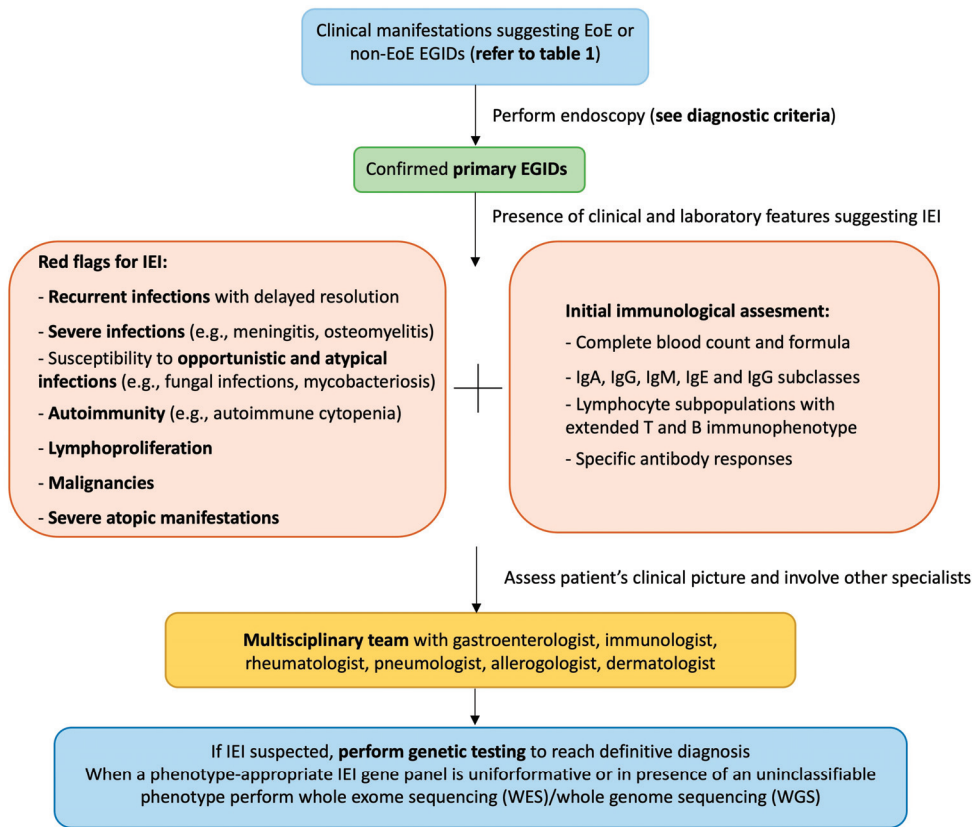 Clinical manifestations suggesting EoE or
non-EoE EGIDs (refer to table 1)
Perform endoscopy (see diagnostic criteria)
Confirmed primary EGIDs
Presence of clinical and laboratory features suggesting IEI
Red flags for IEI:
- Recurrent infections with delayed resolution
- Severe infections (e.g., meningitis, osteomyelitis)
- Susceptibility to opportunistic and atypical
infections (e.g., fungal infections, mycobacteriosis)
- Autoimmunity (e.g., autoimmune cytopenia)
- Lymphoproliferation
- Malignancies
- Severe atopic manifestations
Initial immunological assesment:
- Complete blood count and formula
- IgA, IgG, IgM, IgE and IgG subclasses
- Lymphocyte subpopulations with
extended T and B immunophenotype
- Specific antibody responses
Assess patient's clinical picture and involve other specialists
Multisciplinary team with gastroenterologist, immunologist,
rheumatologist, pneumologist, allergologist, dermatologist
If IEI suspected, perform genetic testing to reach definitive diagnosis
When a phenotype-appropriate IEI gene panel is uniformative or in presence of an uninclassifiable
phenotype perform whole exome sequencing (WES)/whole genome sequencing (WGS)